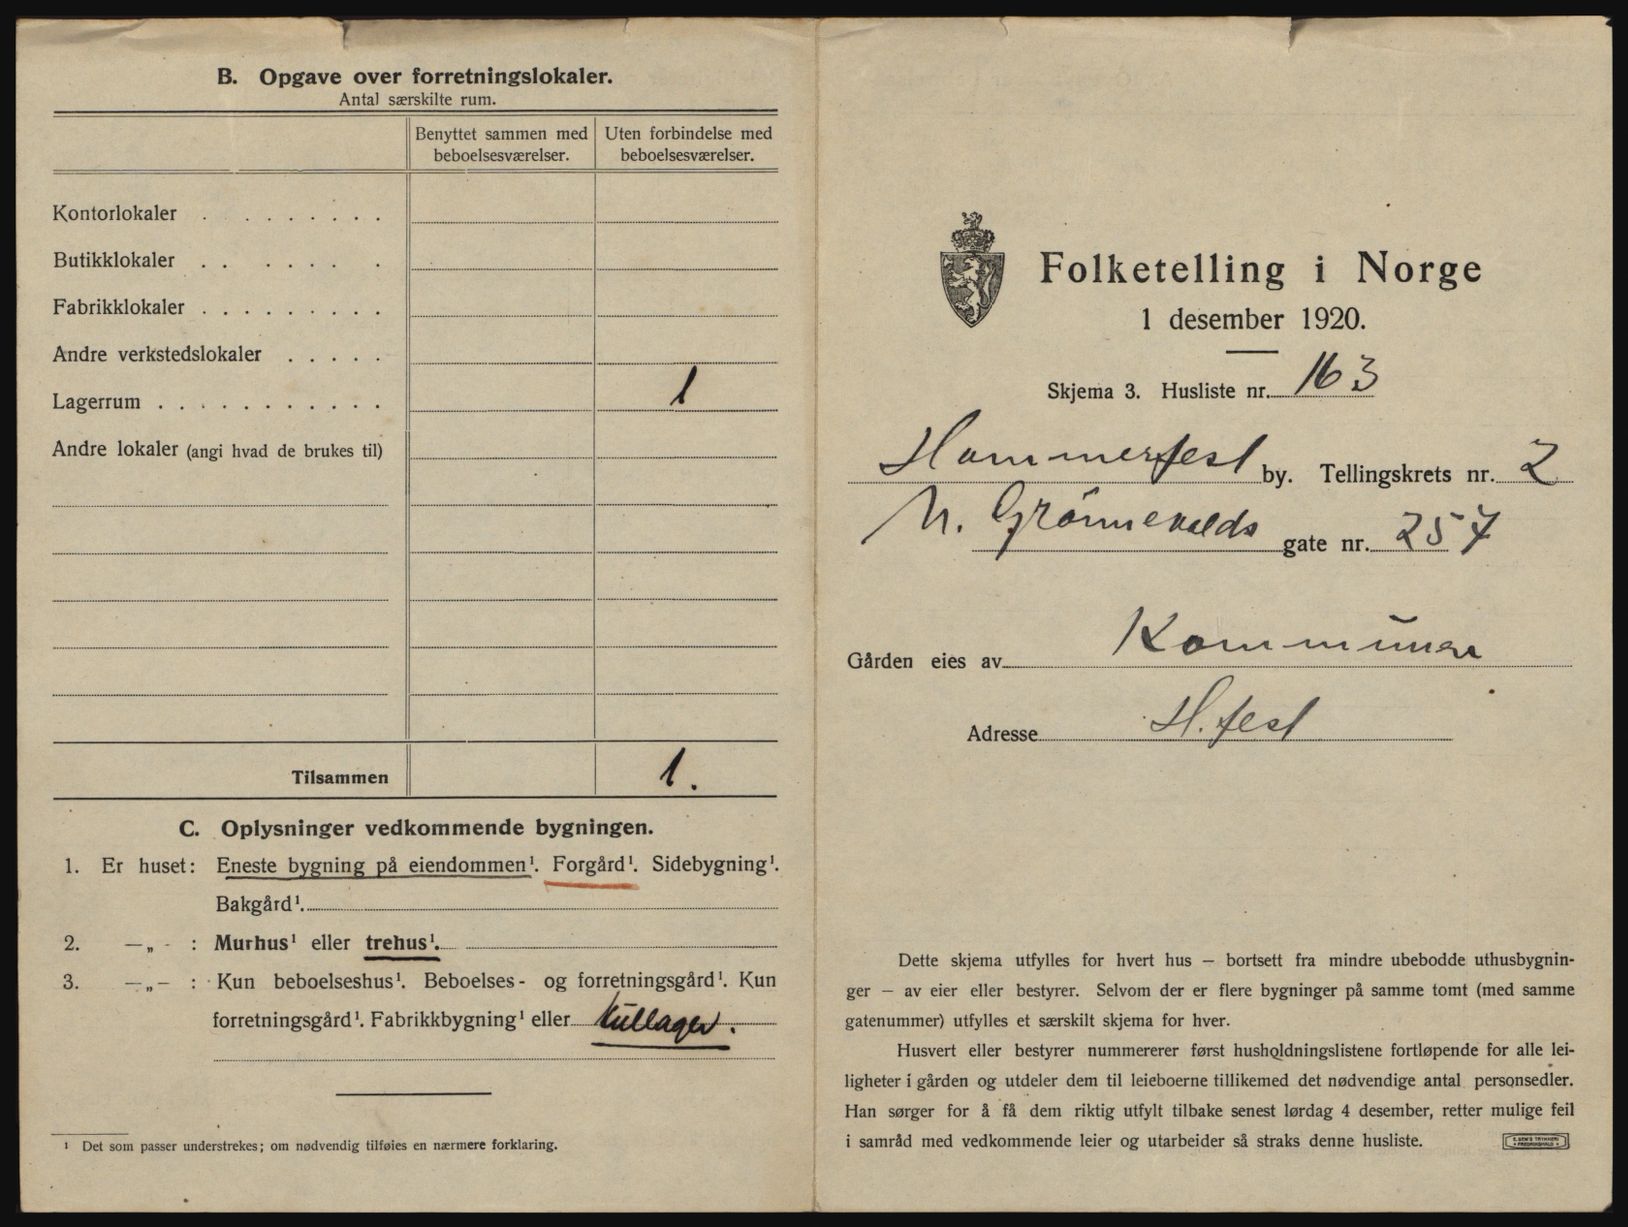 B. Opgave over forretningslokaler.
Antal særskilte rum.
Benyttet sammen med beboelsesværelser.
Uten forbindelse med beboelsesværelser.
Kontorlokaler . . . . . . . . .
Butikklokaler . . . . . . .
Fabrikklokaler . . . . . . . . .
Andre verkstedslokaler . . . . .
Lagerrum . . . . . . . . . . . 1
Andre lokaler (angi hvad de brukes til)
Tilsammen 1.
C. Oplysninger vedkommende bygningen.
1. Er huset: Eneste bygning på eiendommen¹. Forgård¹. Sidebygning¹.
Bakgård¹.
2. —„— : Murhus¹ eller trehus¹.
3. —„— : Kun beboelseshus¹. Beboelses- og forretningsgård¹. Kun
forretningsgård¹. Fabrikkbygning¹ eller kullager.
¹ Det som passer understrekes; om nødvendig tilføies en nærmere forklaring.
Folketelling i Norge
1 desember 1920.
Skjema 3. Husliste nr. 163
Hammerfest by. Tellingskrets nr. 2
N. Grønnevolds gate nr. 257
Gården eies av Kommunen
Adresse H.fest
Dette skjema utfylles for hvert hus — bortsett fra mindre ubebodde uthusbygnin-
ger — av eier eller bestyrer. Selvom der er flere bygninger på samme tomt (med samme
gatenummer) utfylles et særskilt skjema for hver.
Husvert eller bestyrer nummererer først husholdningslistene fortløpende for alle lei-
ligheter i gården og utdeler dem til leieboerne tillikemed det nødvendige antal personsedler.
Han sørger for å få dem riktig utfylt tilbake senest lørdag 4 desember, retter mulige feil
i samråd med vedkommende leier og utarbeider så straks denne husliste.